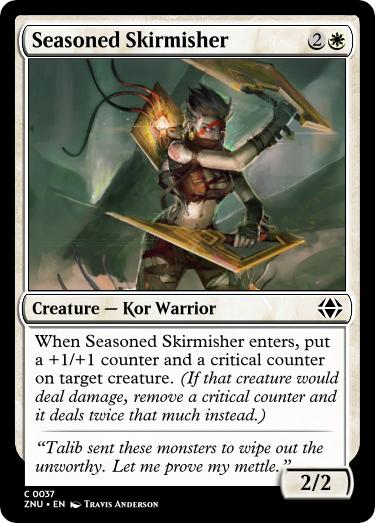 Seasoned Skirmisher 2
Creature — Kor Warrior
When Seasoned Skirmisher enters, put
a +1/+1 counter and a critical counter
on target creature. (If that creature would
deal damage, remove a critical counter and
it deals twice that much instead.)
“Talib sent these monsters to wipe out the
unworthy. Let me prove my mettle.”
2/2
C 0037
ZNU • EN Travis Anderson